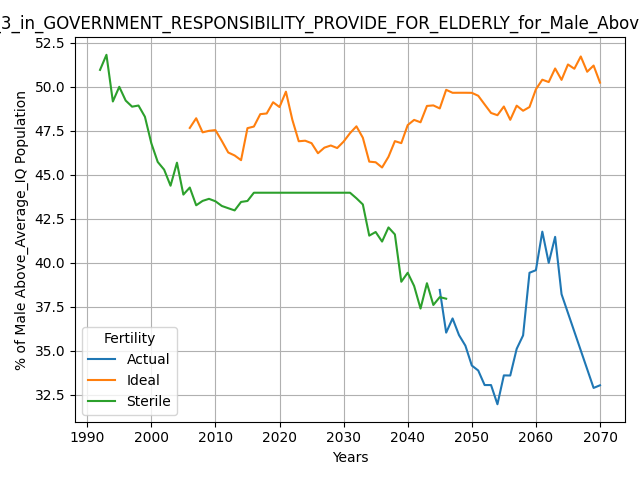 _3_in_GOVERNMENT_RESPONSIBILITY_PROVIDE_FOR_ELDERLY_for_Male_Abov
% of Male Above_Average_IQ Population
52.5
50.0
47.5
45.0
42.5
40.0
37.5
35.0
32.5
Fertility
Actual
Ideal
Sterile
1990 2000 2010 2020 2030 2040 2050 2060 2070
Years